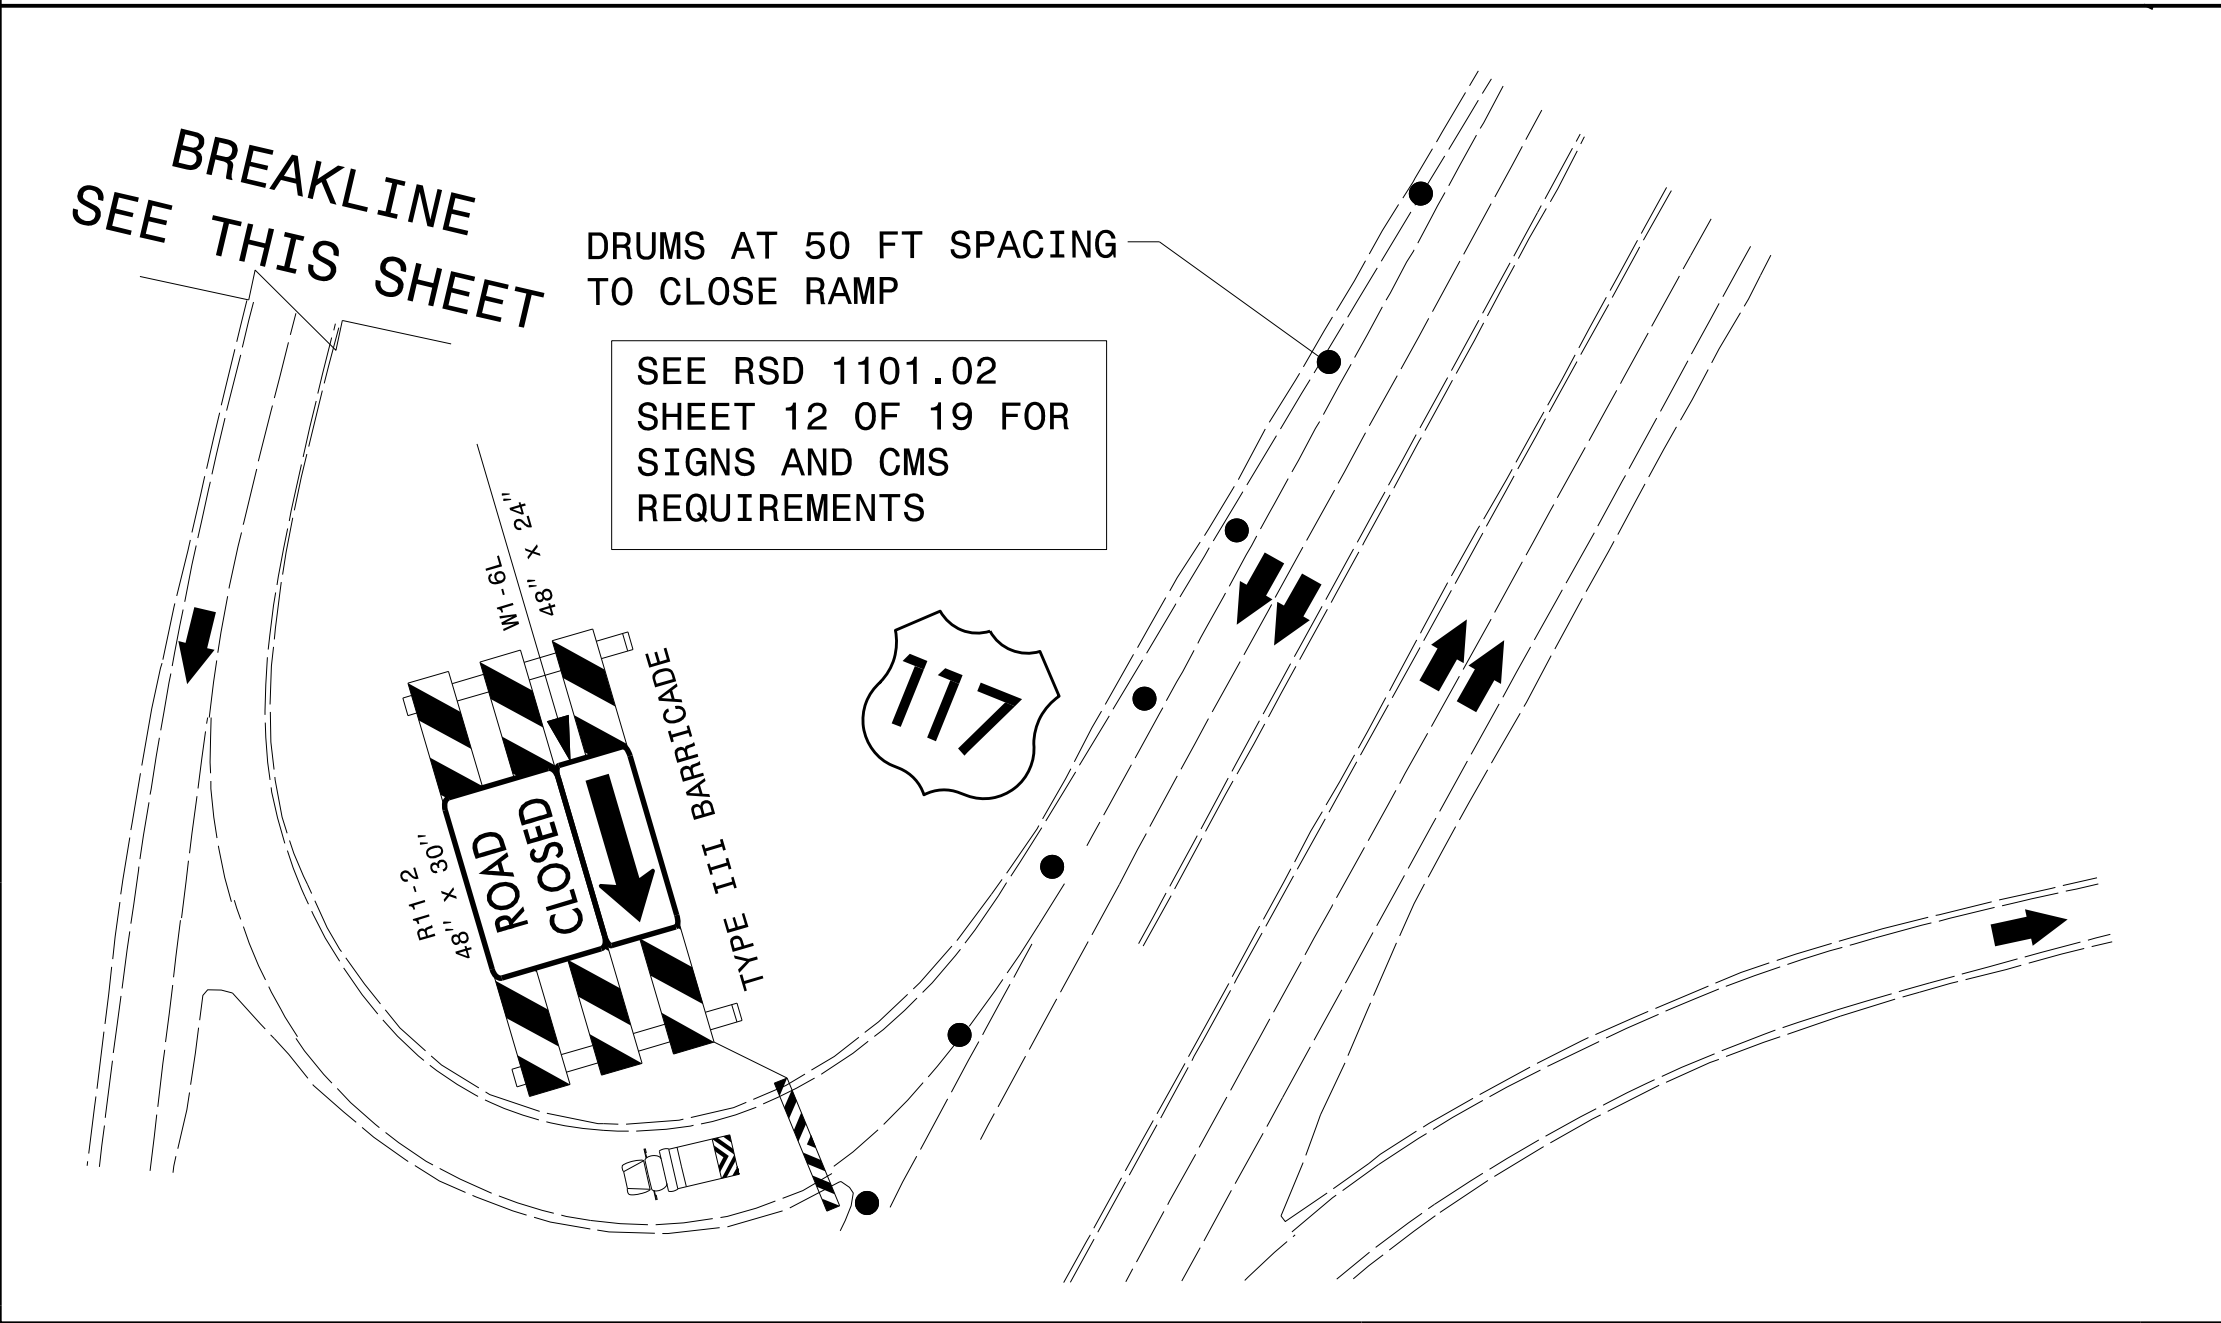 BREAKLINE
SEE THIS SHEET
DRUMS AT 50 FT SPACING
TO CLOSE RAMP
SEE RSD 1101.02
SHEET 12 OF 19 FOR
SIGNS AND CMS
REQUIREMENTS
W1-6L
48" x 24"
TYPE III BARRICADE
R11-2
48" x 30"
ROAD
CLOSED
117